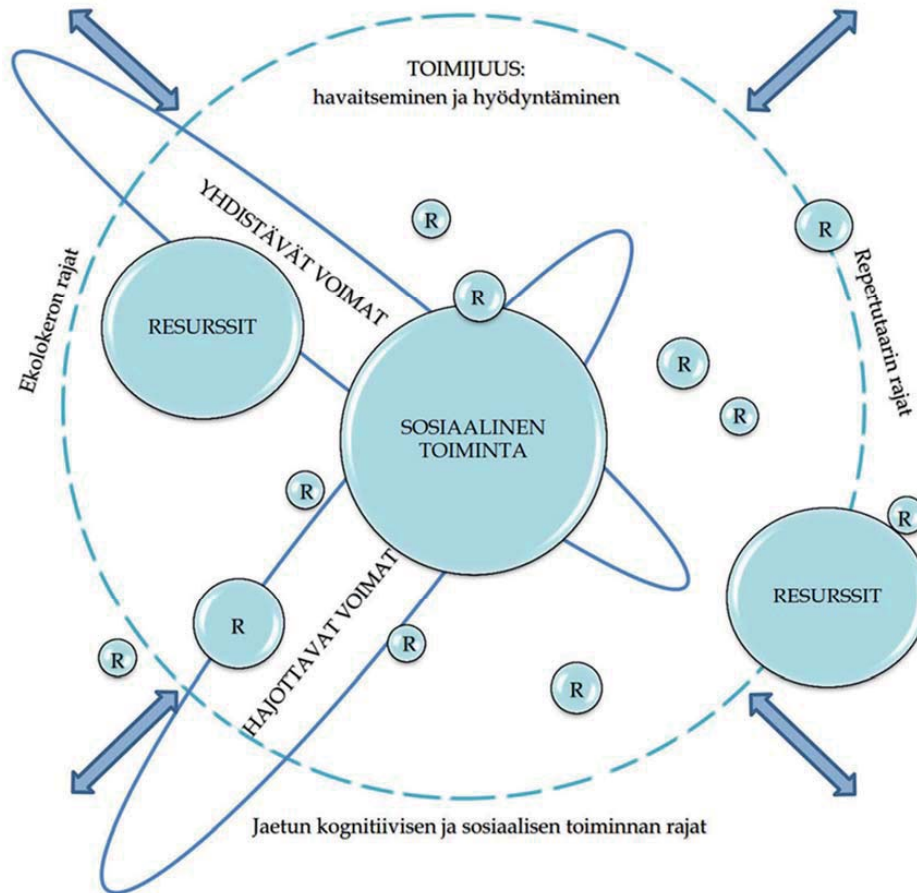 TOIMIJUUS:
havaitseminen ja hyödyntäminen
YHDISTÄVÄT VOIMAT
R
R
R
Ekolokeron rajat
RESURSSIT
Repertutaarin rajat
R
R
SOSIAALINEN
TOIMINTA
R
R
RESURSSIT
HAJOTTAVAT VOIMAT
R
R
R
R
Jaetun kognitiivisen ja sosiaalisen toiminnan rajat